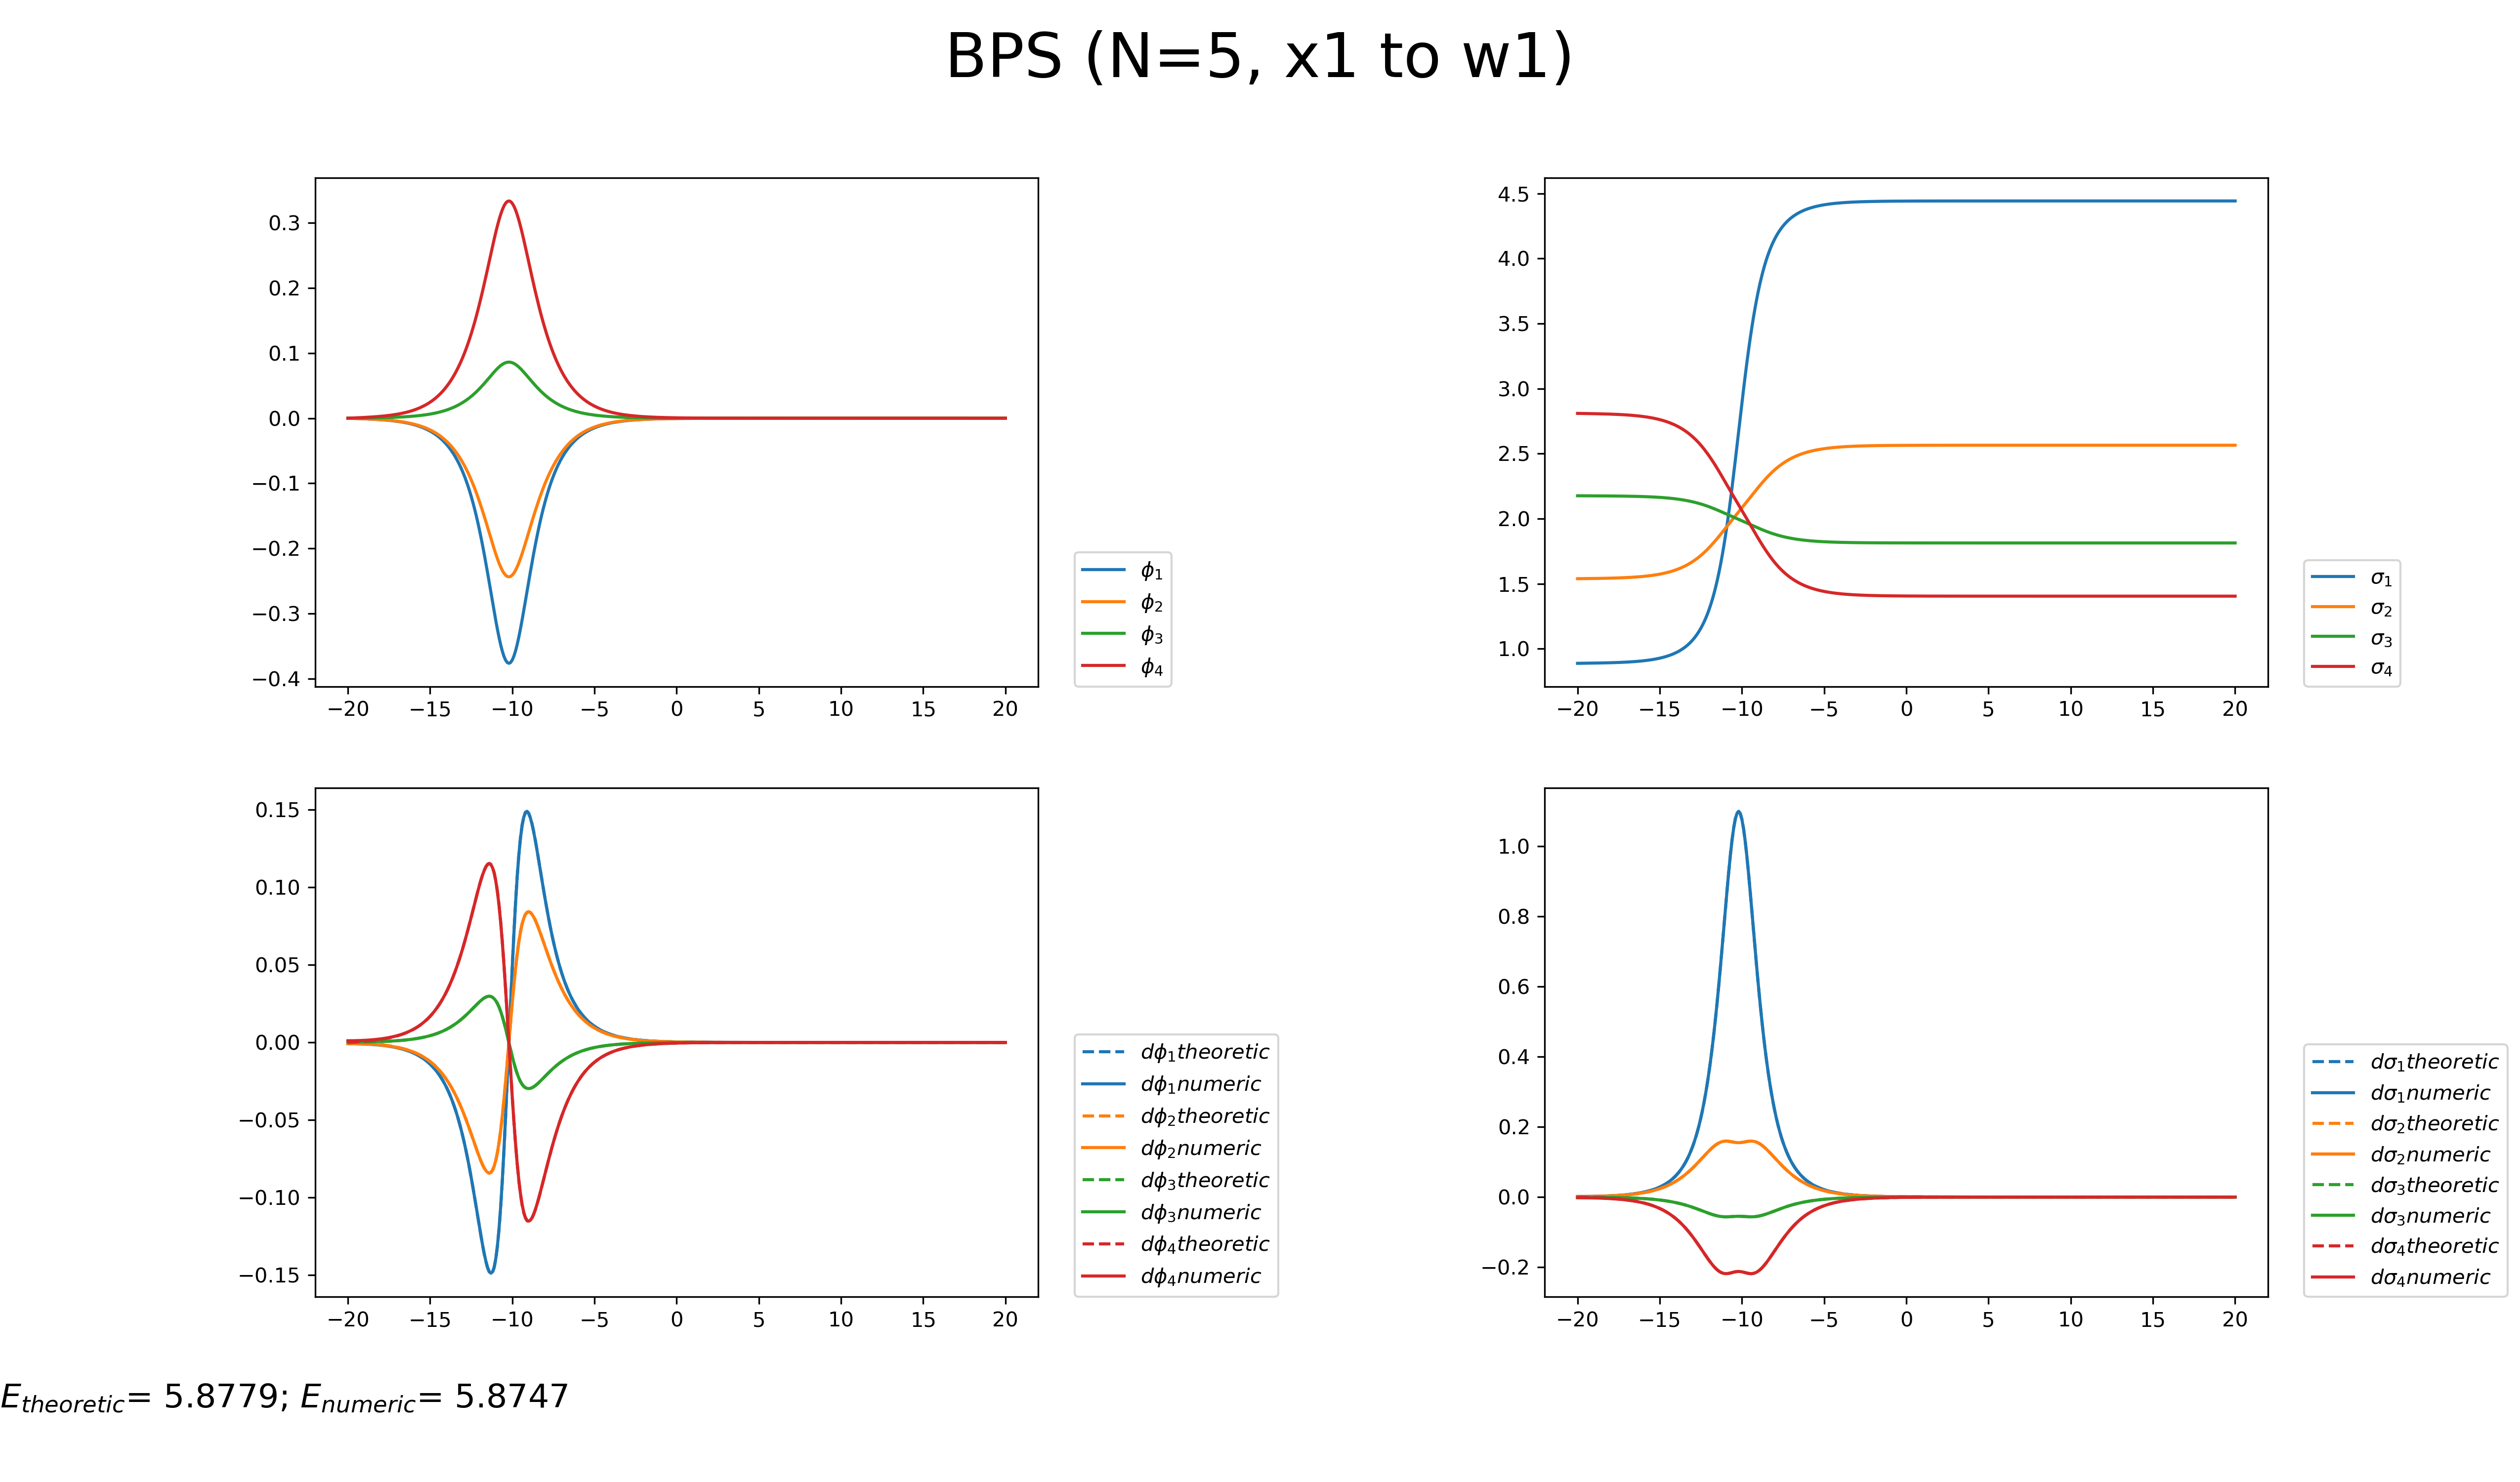 BPS (N=5, x1 to w1)
0.3
0.2
0.1
0.0
−0.1
−0.2
−0.3
−0.4
−20 −15 −10 −5 0 5 10 15 20
ϕ₁
ϕ₂
ϕ₃
ϕ₄
4.5
4.0
3.5
3.0
2.5
2.0
1.5
1.0
−20 −15 −10 −5 0 5 10 15 20
σ₁
σ₂
σ₃
σ₄
0.15
0.10
0.05
0.00
−0.05
−0.10
−0.15
−20 −15 −10 −5 0 5 10 15 20
dϕ₁theoretic
dϕ₁numeric
dϕ₂theoretic
dϕ₂numeric
dϕ₃theoretic
dϕ₃numeric
dϕ₄theoretic
dϕ₄numeric
1.0
0.8
0.6
0.4
0.2
0.0
−0.2
−20 −15 −10 −5 0 5 10 15 20
dσ₁theoretic
dσ₁numeric
dσ₂theoretic
dσ₂numeric
dσ₃theoretic
dσ₃numeric
dσ₄theoretic
dσ₄numeric
Etheoretic= 5.8779; Enumeric= 5.8747